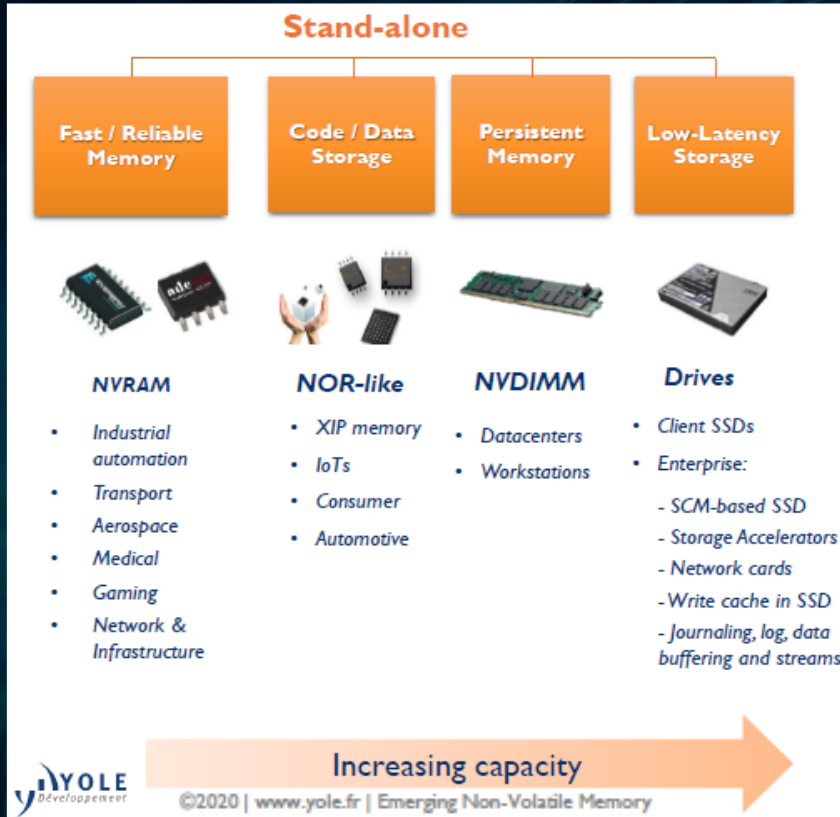 Stand-alone
Fast / Reliable
Memory
Code / Data
Storage
Persistent
Memory
Low-Latency
Storage
NVRAM
• Industrial
automation
• Transport
• Aerospace
• Medical
• Gaming
• Network &
Infrastructure
NOR-like
• XIP memory
• IoTs
• Consumer
• Automotive
NVDIMM
• Datacenters
• Workstations
Drives
• Client SSDs
• Enterprise:
- SCM-based SSD
- Storage Accelerators
- Network cards
- Write cache in SSD
- Journaling, log, data
buffering and streams
Increasing capacity
YOLE
Développement
©2020 | www.yole.fr | Emerging Non-Volatile Memory